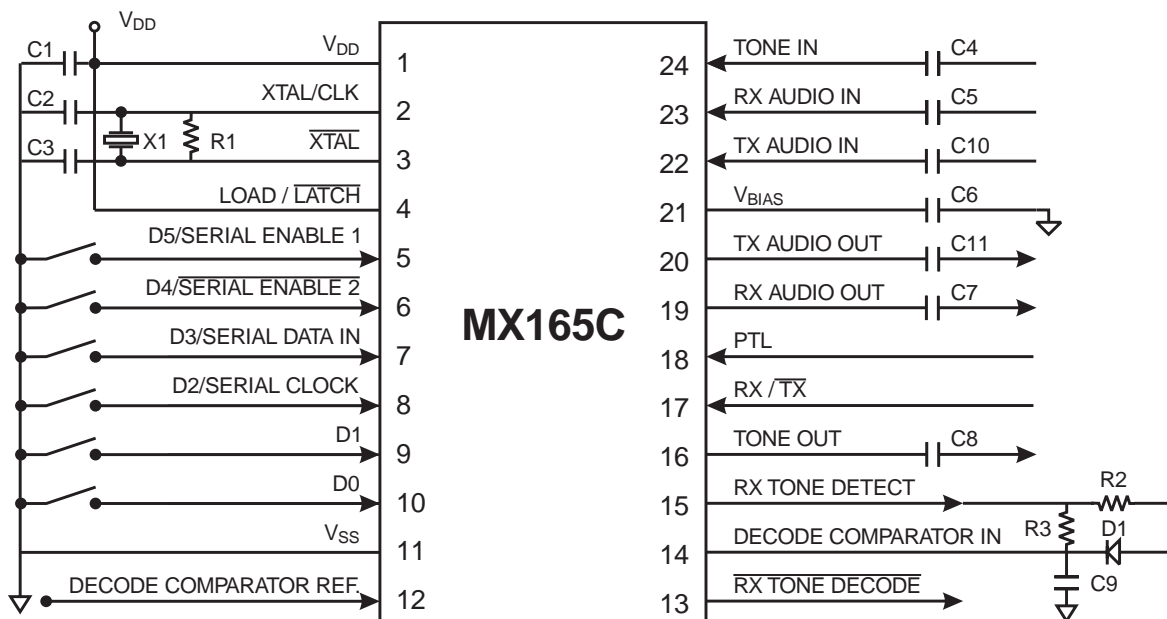 V_DD
C1
V_DD
1
C2
XTAL/CLK
2
X1
R1
C3
XTAL
3
LOAD / LATCH
4
D5/SERIAL ENABLE 1
5
D4/SERIAL ENABLE 2
6
D3/SERIAL DATA IN
7
D2/SERIAL CLOCK
8
D1
9
D0
10
V_SS
11
DECODE COMPARATOR REF.
12
MX165C
24
TONE IN
C4
23
RX AUDIO IN
C5
22
TX AUDIO IN
C10
21
V_BIAS
C6
20
TX AUDIO OUT
C11
19
RX AUDIO OUT
C7
18
PTL
17
RX / TX
16
TONE OUT
C8
15
RX TONE DETECT
R2
R3
D1
14
DECODE COMPARATOR IN
C9
13
RX TONE DECODE